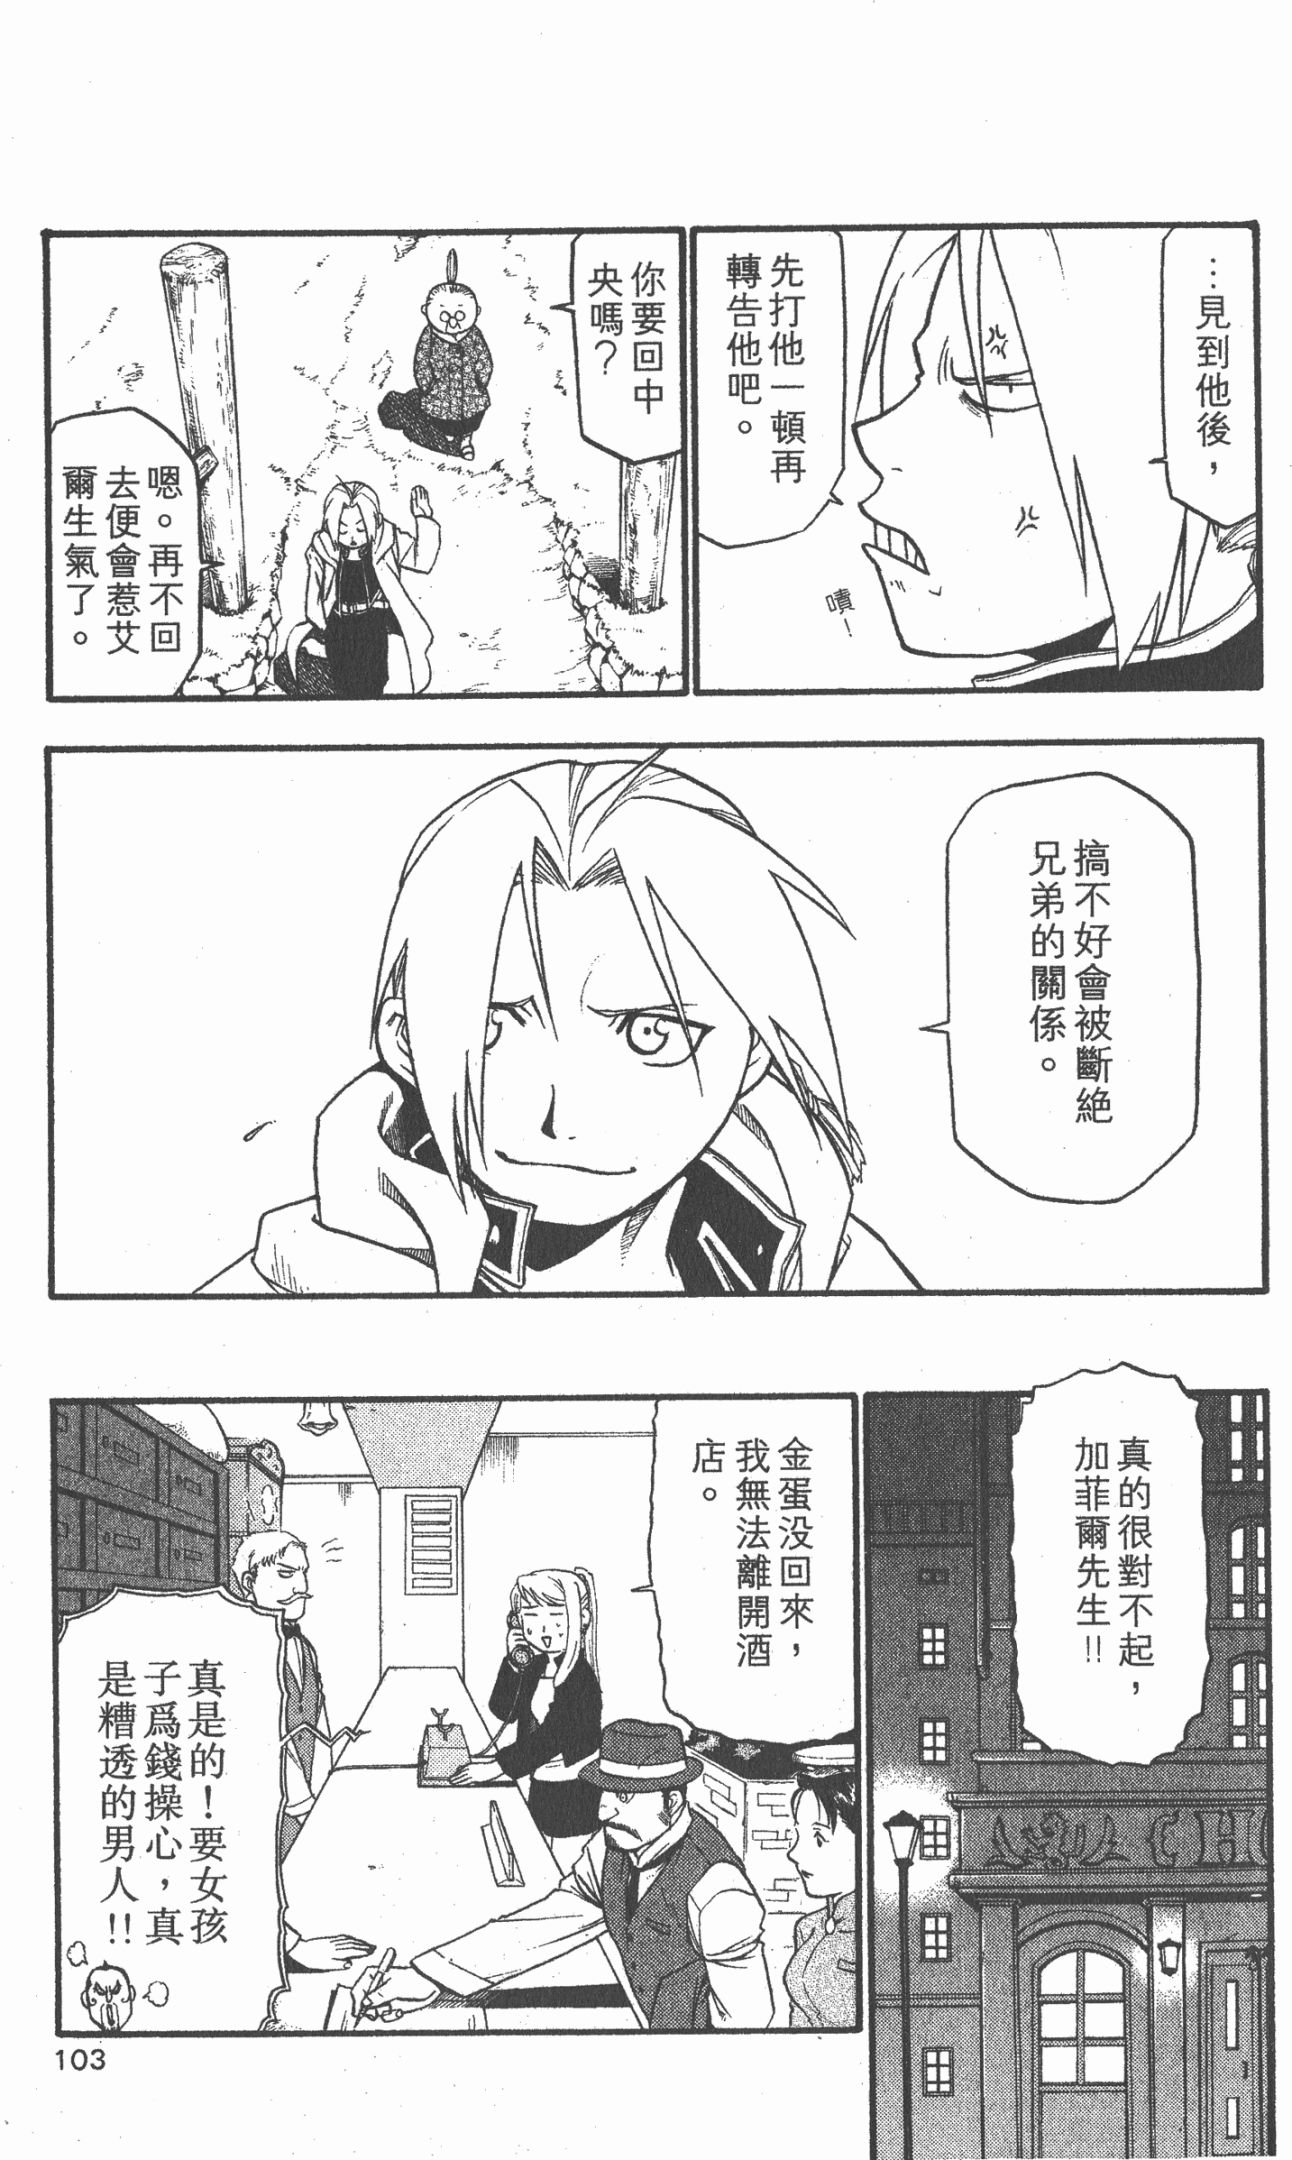 …見到他後，
先打他一頓再
轉告他吧。
嘖—
你要回中
央嗎？
嗯。再不回
去便會惹艾
爾生氣了。
搞不好會被斷絕
兄弟的關係。
真的很對不起，
加菲爾先生!!
HO
金蛋没回來，
我無法離開酒
店。
真是的！要女孩
子爲錢操心，真
是糟透的男人!!
103